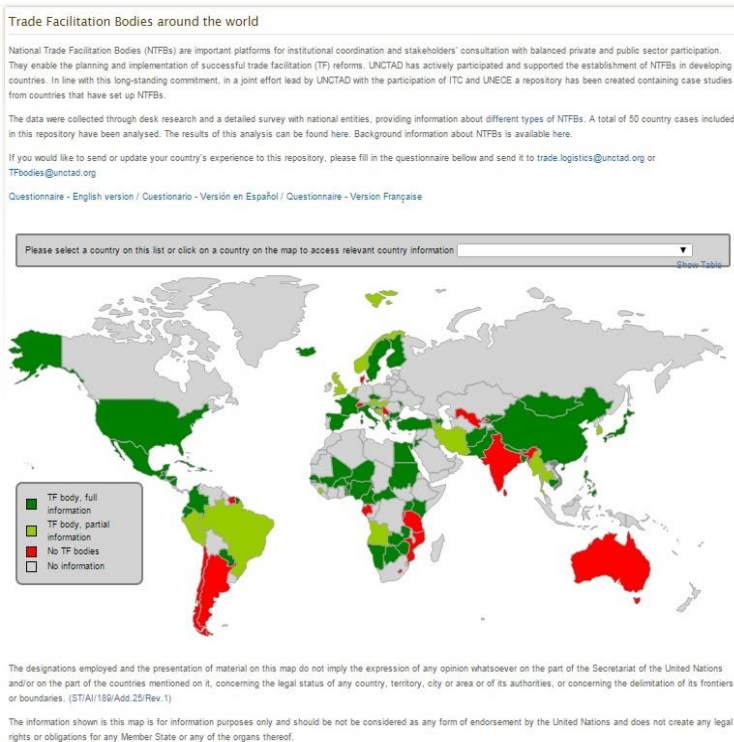 Trade Facilitation Bodies around the world
National Trade Facilitation Bodies (NTFBs) are important platforms for institutional coordination and stakeholders' consultation with balanced private and public sector participation.
They enable the planning and implementation of successful trade facilitation (TF) reforms. UNCTAD has actively participated and supported the establishment of NTFBs in developing
countries. In line with this long-standing commitment, in a joint effort lead by UNCTAD with the participation of ITC and UNECE a repository has been created containing case studies
from countries that have set up NTFBs.
The data were collected through desk research and a detailed survey with national entities, providing information about different types of NTFBs. A total of 50 country cases included
in this repository have been analysed. The results of this analysis can be found here. Background information about NTFBs is available here.
If you would like to send or update your country's experience to this repository, please fill in the questionnaire bellow and send it to trade.logistics@unctad.org or
TFbodies@unctad.org
Questionnaire - English version / Cuestionario - Versión en Español / Questionnaire - Version Française
Please select a country on this list or click on a country on the map to access relevant country information
Show Table
TF body, full
information
TF body, partial
information
No TF bodies
No information
The designations employed and the presentation of material on this map do not imply the expression of any opinion whatsoever on the part of the Secretariat of the United Nations
and/or on the part of the countries mentioned on it, concerning the legal status of any country, territory, city or area or of its authorities, or concerning the delimitation of its frontiers
or boundaries. (ST/AI/189/Add.25/Rev.1)
The information shown is this map is for information purposes only and should be not be considered as any form of endorsement by the United Nations and does not create any legal
rights or obligations for any Member State or any of the organs thereof.